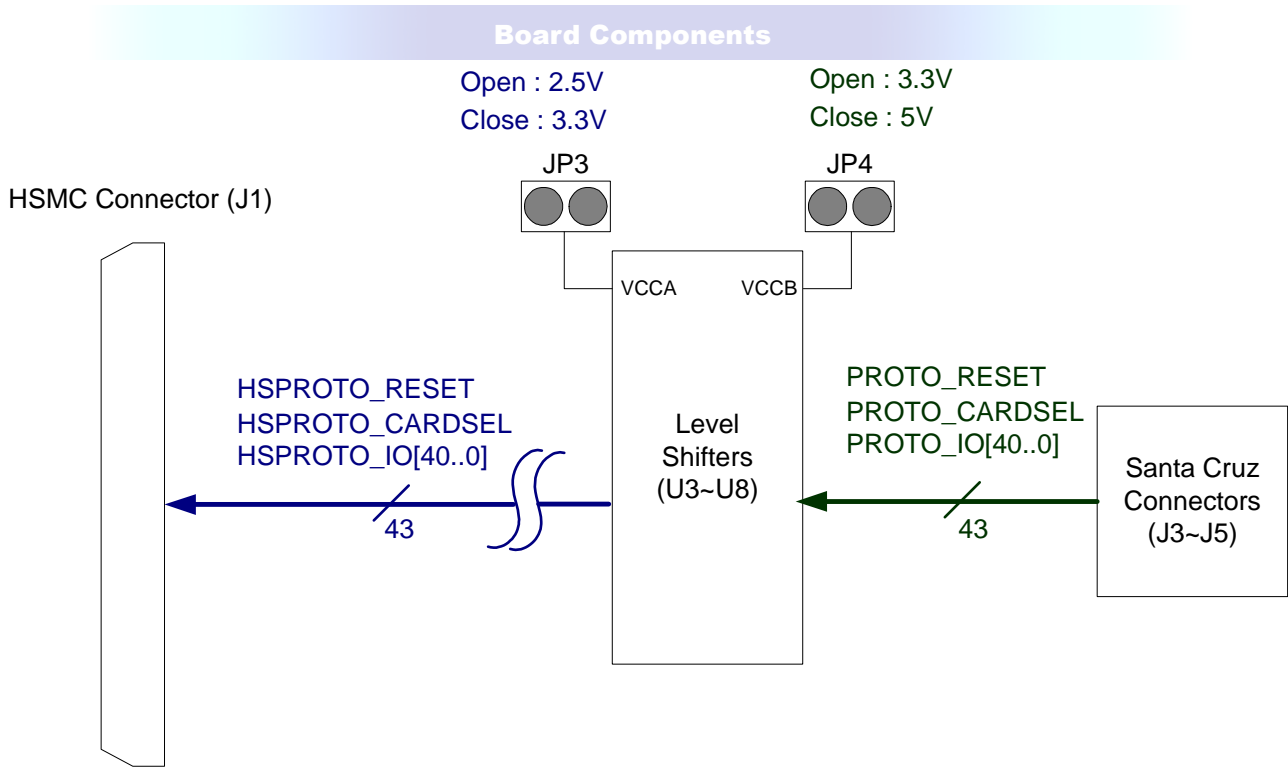 Board Components
Open : 2.5V
Close : 3.3V
Open : 3.3V
Close : 5V
JP3
JP4
HSMC Connector (J1)
VCCA
VCCB
HSPROTO_RESET
HSPROTO_CARDSEL
HSPROTO_IO[40..0]
43
Level
Shifters
(U3~U8)
PROTO_RESET
PROTO_CARDSEL
PROTO_IO[40..0]
43
Santa Cruz
Connectors
(J3~J5)